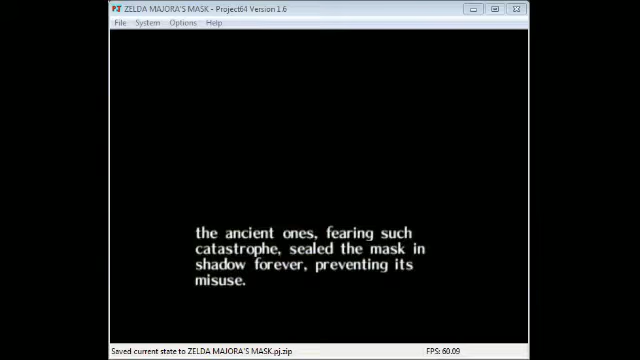 ZELDA MAJORA'S MASK - Project64 Version 1.6
File System Options Help
the ancient ones, fearing such
catastrophe, sealed the mask in
shadow forever, preventing its
misuse.
Saved current state to ZELDA MAJORA'S MASK.pj.zip FPS: 60.09